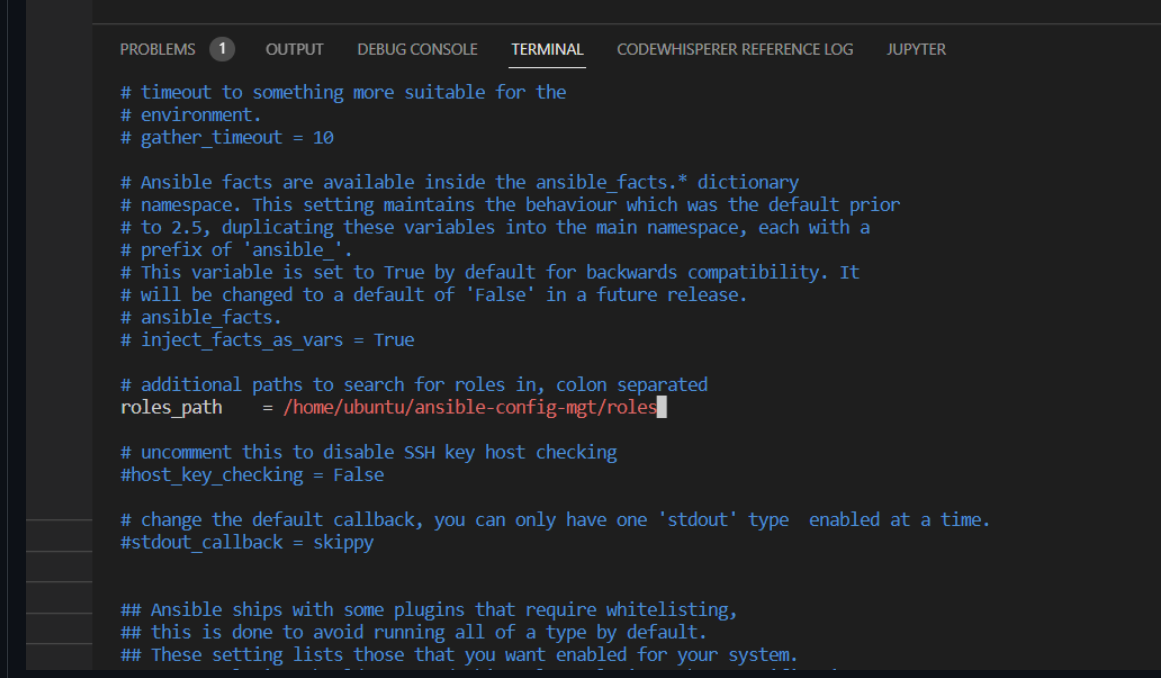 PROBLEMS 1 OUTPUT DEBUG CONSOLE TERMINAL CODEWHISPERER REFERENCE LOG JUPYTER
# timeout to something more suitable for the
# environment.
# gather_timeout = 10
# Ansible facts are available inside the ansible_facts.* dictionary
# namespace. This setting maintains the behaviour which was the default prior
# to 2.5, duplicating these variables into the main namespace, each with a
# prefix of 'ansible_'.
# This variable is set to True by default for backwards compatibility. It
# will be changed to a default of 'False' in a future release.
# ansible_facts.
# inject_facts_as_vars = True
# additional paths to search for roles in, colon separated
roles_path    = /home/ubuntu/ansible-config-mgt/roles
# uncomment this to disable SSH key host checking
#host_key_checking = False
# change the default callback, you can only have one 'stdout' type  enabled at a time.
#stdout_callback = skippy
## Ansible ships with some plugins that require whitelisting,
## this is done to avoid running all of a type by default.
## These setting lists those that you want enabled for your system.